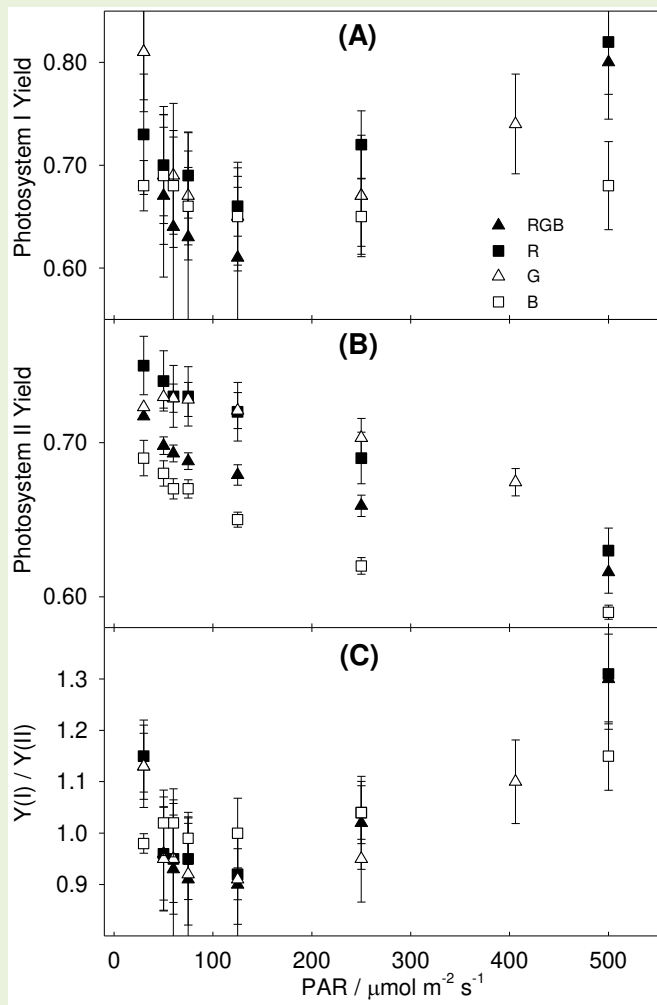 (A)
Photosystem I Yield
0.80
0.70
0.60
RGB
R
G
B
(B)
Photosystem II Yield
0.70
0.60
(C)
Y(I) / Y(II)
1.3
1.2
1.1
1.0
0.9
0 100 200 300 400 500
PAR / μmol m⁻² s⁻¹